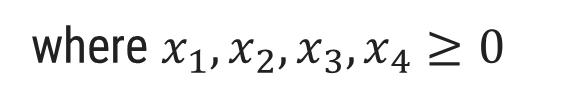 where x₁, x₂, x₃, x₄ ≥ 0